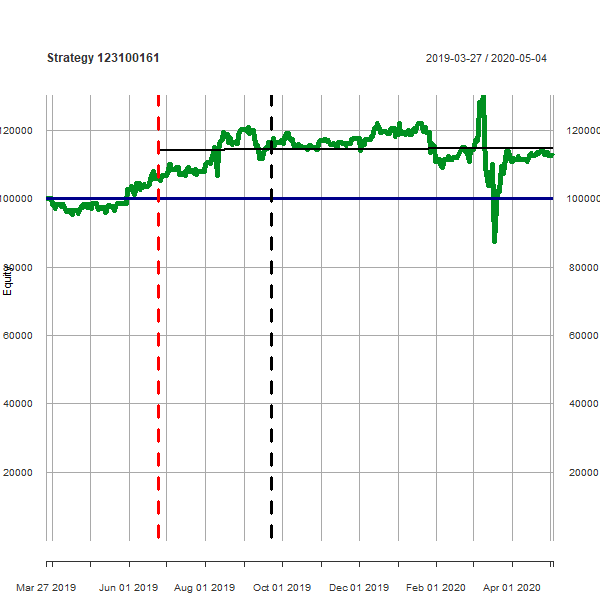 Strategy 123100161
2019-03-27 / 2020-05-04
120000
120000
100000
100000
80000
80000
Equity
60000
60000
40000
40000
20000
20000
Mar 27 2019
Jun 01 2019
Aug 01 2019
Oct 01 2019
Dec 01 2019
Feb 01 2020
Apr 01 2020